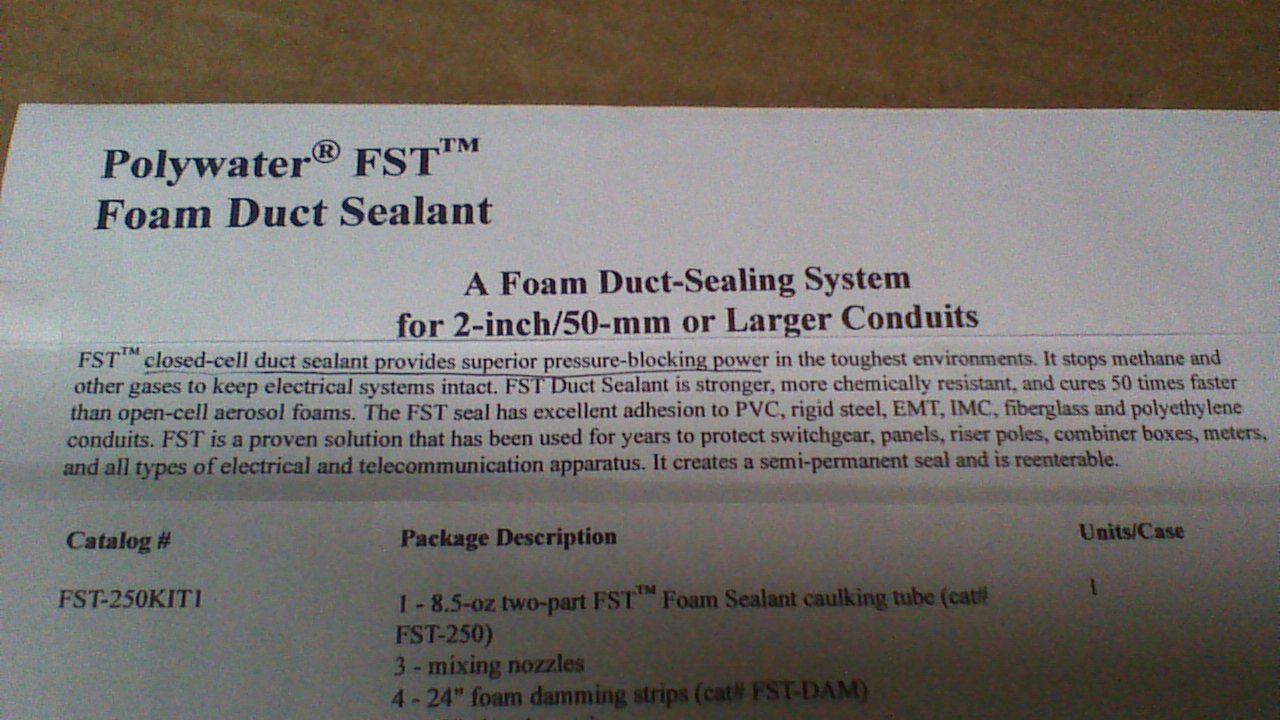 Polywater® FST™
Foam Duct Sealant
A Foam Duct-Sealing System
for 2-inch/50-mm or Larger Conduits
FST™ closed-cell duct sealant provides superior pressure-blocking power in the toughest environments. It stops methane and
other gases to keep electrical systems intact. FST Duct Sealant is stronger, more chemically resistant, and cures 50 times faster
than open-cell aerosol foams. The FST seal has excellent adhesion to PVC, rigid steel, EMT, IMC, fiberglass and polyethylene
conduits. FST is a proven solution that has been used for years to protect switchgear, panels, riser poles, combiner boxes, meters,
and all types of electrical and telecommunication apparatus. It creates a semi-permanent seal and is reenterable.
Catalog # Package Description Units/Case
FST-250KIT1 1 - 8.5-oz two-part FST™ Foam Sealant caulking tube (cat# 1
FST-250)
3 - mixing nozzles
4 - 24" foam damming strips (cat# FST-DAM)